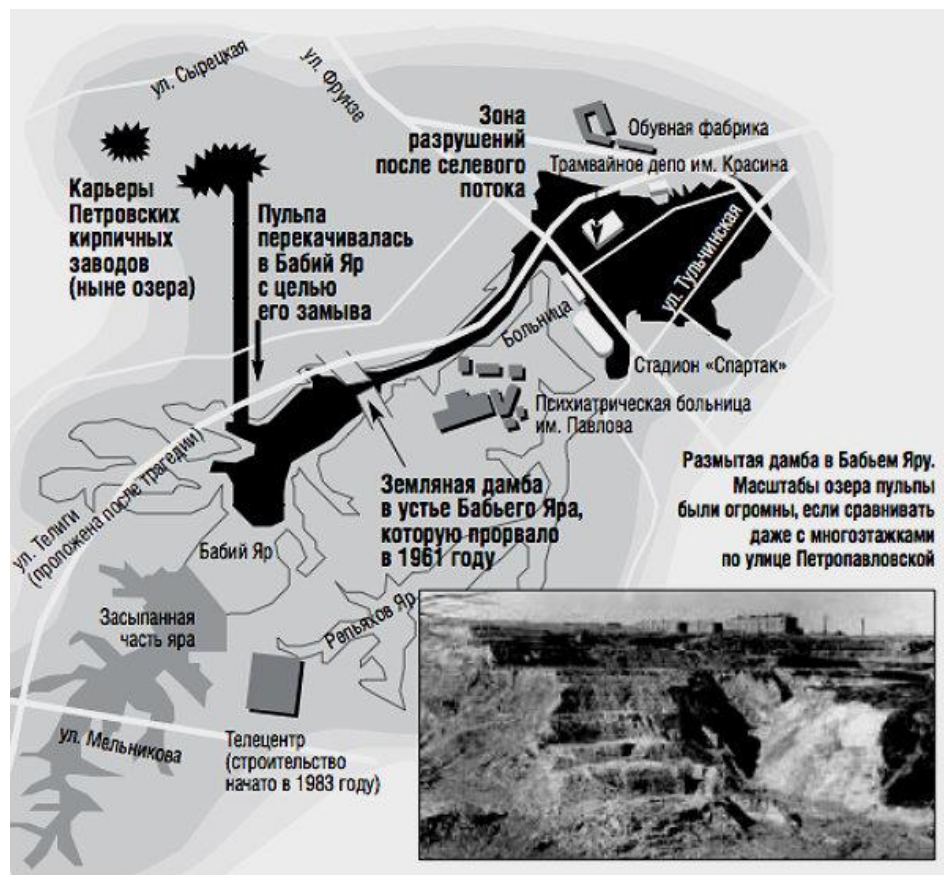 ул. Сырецкая
ул. Фрунзе
Зона
разрушений
после селевого
потока
Обувная фабрика
Трамвайное депо им. Красина
Карьеры
Петровских
кирпичных
заводов
(ныне озера)
Пульпа
перекачивалась
в Бабий Яр
с целью
его замыва
ул. Тульчинская
Больница
Стадион «Спартак»
Психиатрическая больница
им. Павлова
ул. Телиги
(проложена после трагедии)
Бабий Яр
Земляная дамба
в устье Бабьего Яра,
которую прорвало
в 1961 году
Размытая дамба в Бабьем Яру.
Масштабы озера пульпы
были огромны, если сравнивать
даже с многоэтажками
по улице Петропавловской
Засыпанная
часть яра
Репьяхов Яр
ул. Мельникова
Телецентр
(строительство
начато в 1983 году)